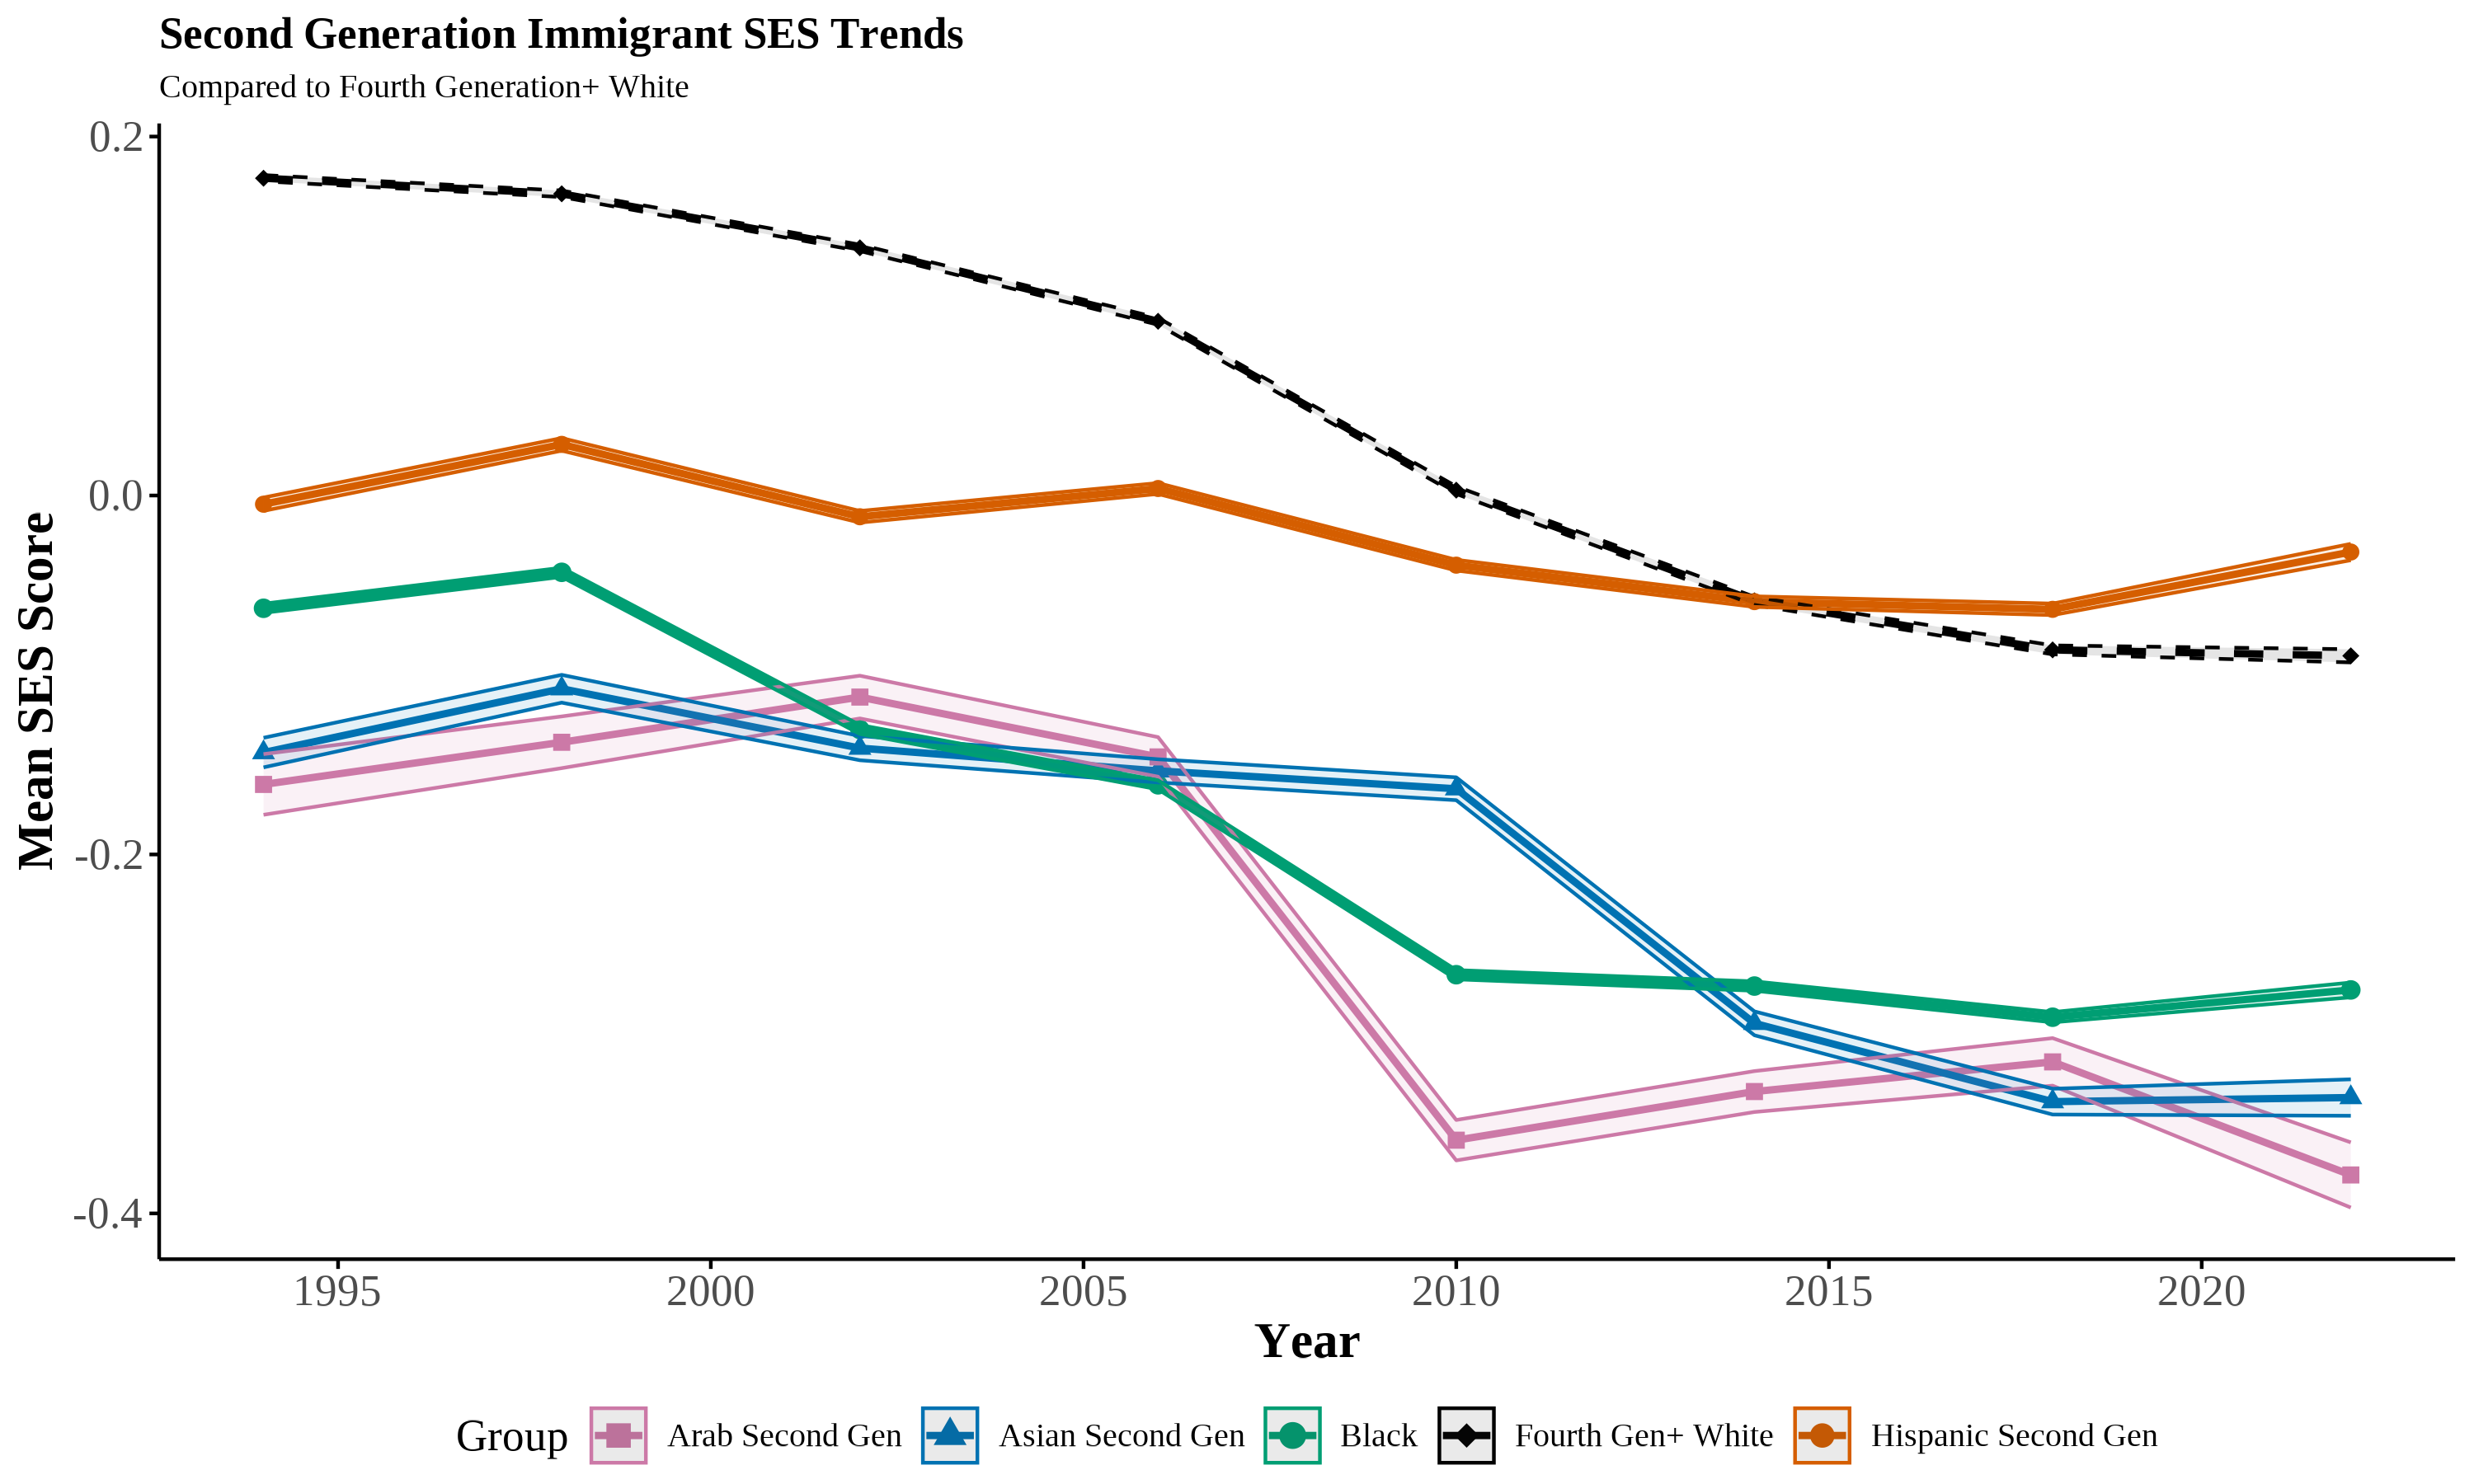 Second Generation Immigrant SES Trends
Compared to Fourth Generation+ White
0.2
0.0
-0.2
-0.4
Mean SES Score
1995 2000 2005 2010 2015 2020
Year
Group Arab Second Gen Asian Second Gen Black Fourth Gen+ White Hispanic Second Gen